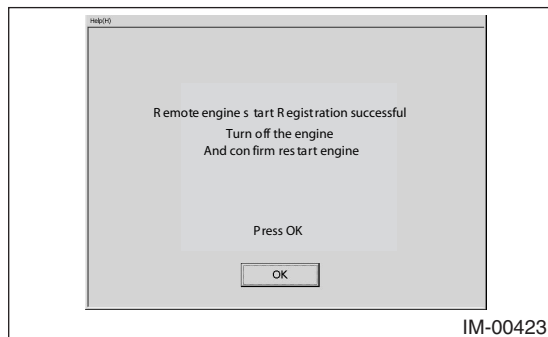 Help(H)
Remote engine start Registration successful
Turn off the engine
And confirm restart engine
Press OK
OK
IM-00423